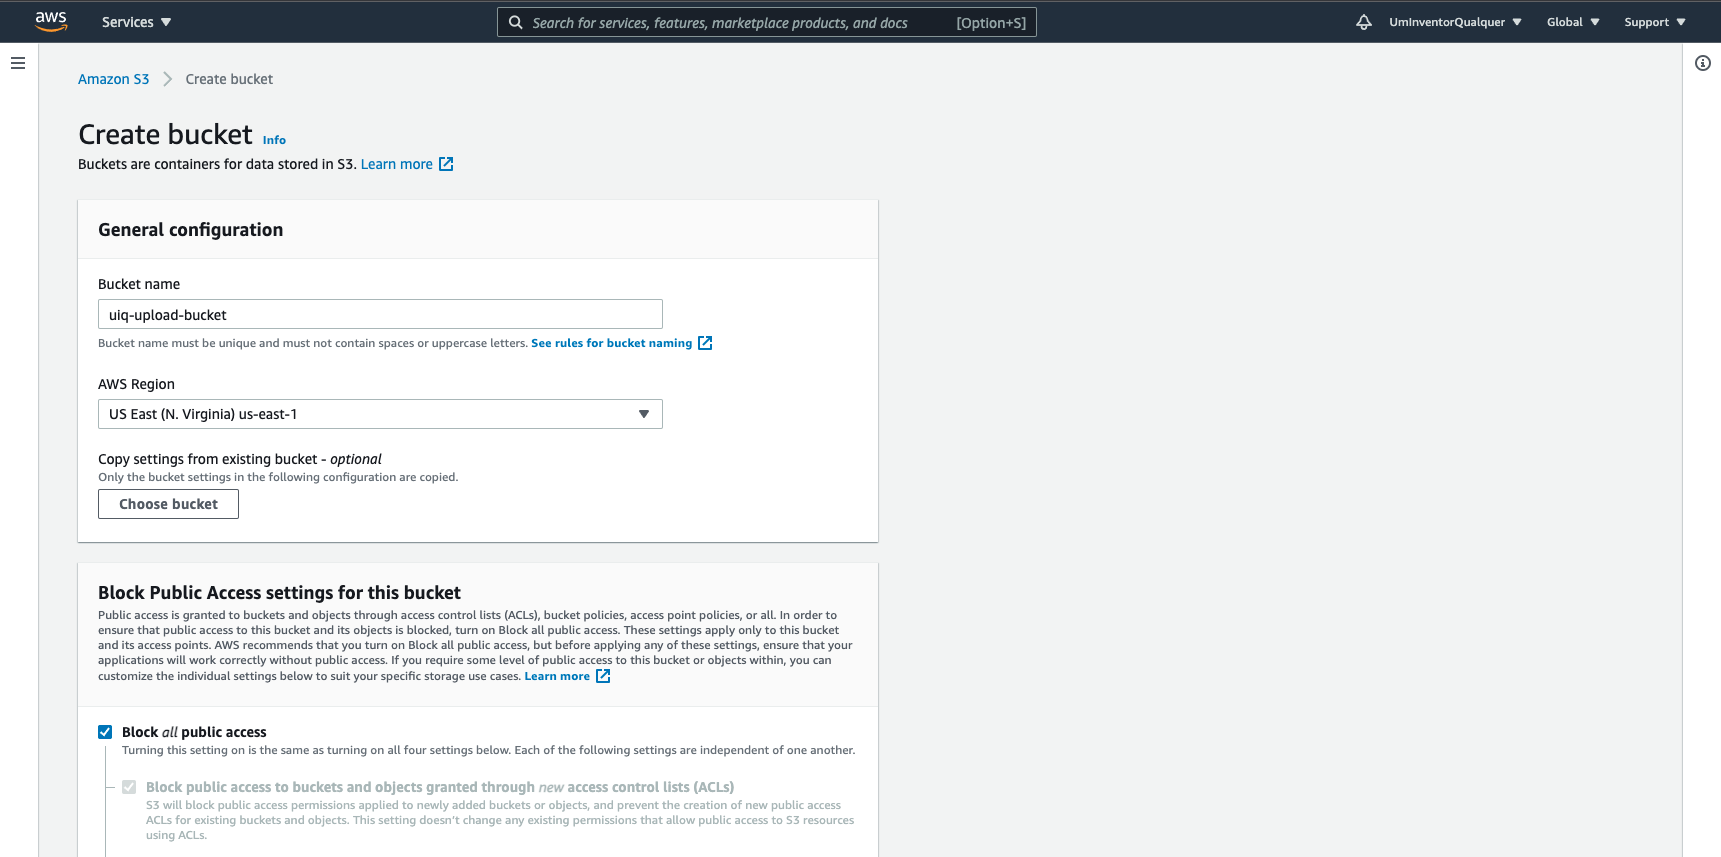 aws
Services
Search for services, features, marketplace products, and docs [Option+S]
UmInventorQualquer
Global
Support
Amazon S3
Create bucket
Create bucket Info
Buckets are containers for data stored in S3. Learn more
General configuration
Bucket name
uiq-upload-bucket
Bucket name must be unique and must not contain spaces or uppercase letters. See rules for bucket naming
AWS Region
US East (N. Virginia) us-east-1
Copy settings from existing bucket - optional
Only the bucket settings in the following configuration are copied.
Choose bucket
Block Public Access settings for this bucket
Public access is granted to buckets and objects through access control lists (ACLs), bucket policies, access point policies, or all. In order to
ensure that public access to this bucket and its objects is blocked, turn on Block all public access. These settings apply only to this bucket
and its access points. AWS recommends that you turn on Block all public access, but before applying any of these settings, ensure that your
applications will work correctly without public access. If you require some level of public access to this bucket or objects within, you can
customize the individual settings below to suit your specific storage use cases. Learn more
Block all public access
Turning this setting on is the same as turning on all four settings below. Each of the following settings are independent of one another.
Block public access to buckets and objects granted through new access control lists (ACLs)
S3 will block public access permissions applied to newly added buckets or objects, and prevent the creation of new public access
ACLs for existing buckets and objects. This setting doesn't change any existing permissions that allow public access to S3 resources
using ACLs.